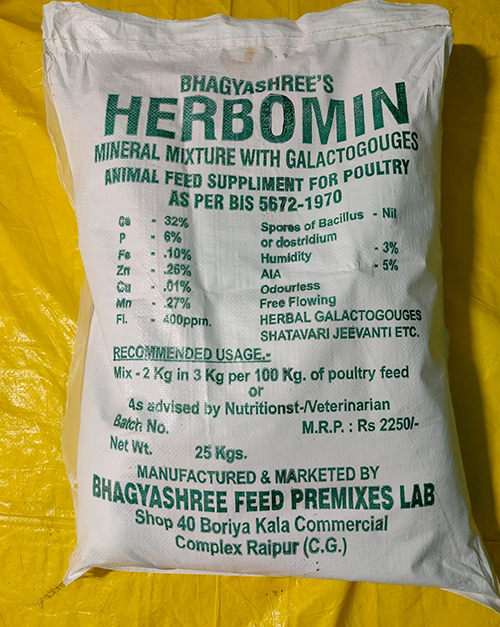 BHAGYASHREE'S
HERBOMIN
MINERAL MIXTURE WITH GALACTOGOUGES
ANIMAL FEED SUPPLIMENT FOR POULTRY
AS PER BIS 5672-1970
Ca - 32%
P - 6%
Fe - .10%
Zn - .26%
Cu - .01%
Mn - .27%
Fl. - 400ppm.
Spores of Bacillus - Nil
or dostridium
Humidity - 3%
AIA - 5%
Odourless
Free Flowing
HERBAL GALACTOGOUGES
SHATAVARI JEEVANTI ETC.
RECOMMENDED USAGE.-
Mix - 2 Kg in 3 Kg per 100 Kg. of poultry feed
or
As advised by Nutritionst-/Veterinarian
Batch No. M.R.P. : Rs 2250/-
Net Wt. 25 Kgs.
MANUFACTURED & MARKETED BY
BHAGYASHREE FEED PREMIXES LAB
Shop 40 Boriya Kala Commercial
Complex Raipur (C.G.)